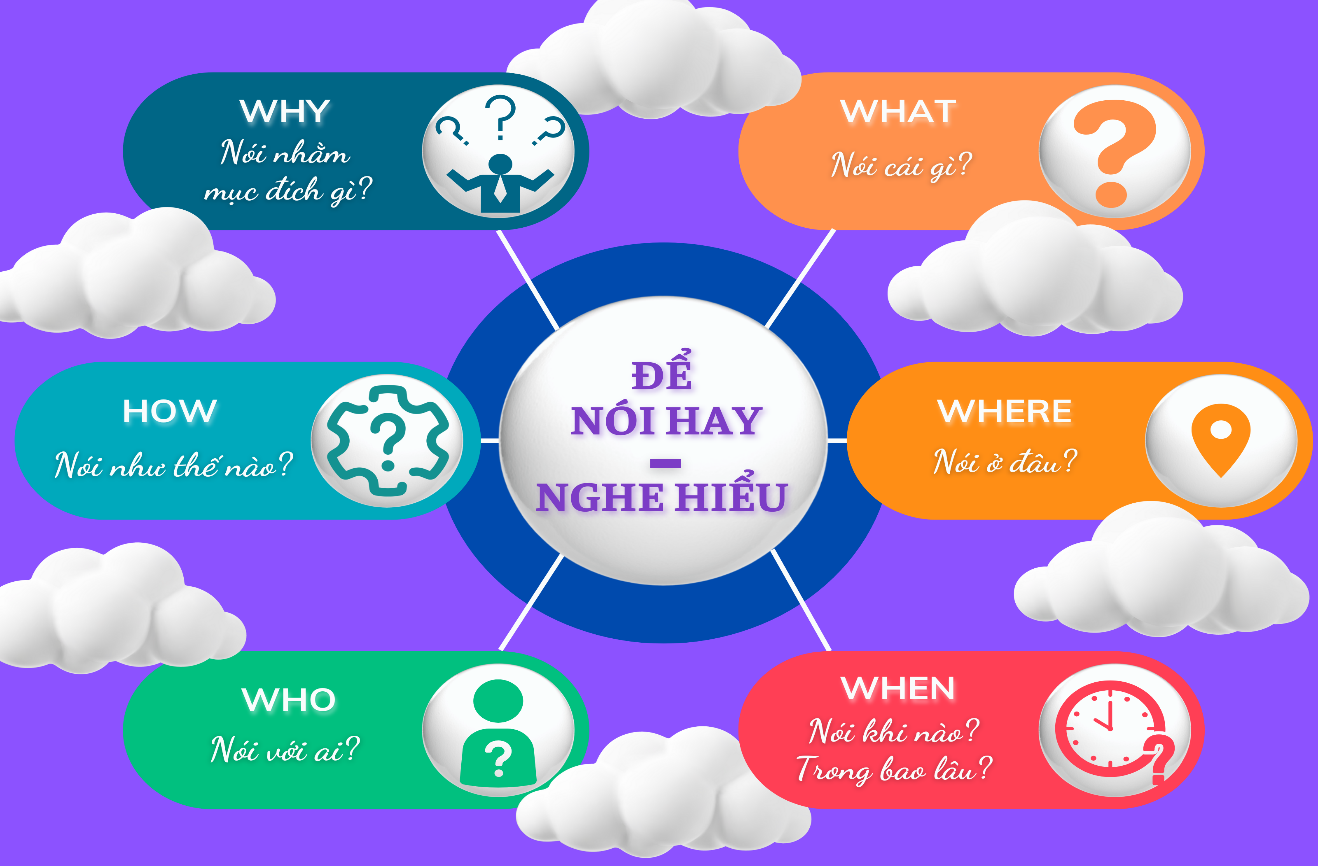 WHY
Nói nhằm
mục đích gì?
WHAT
Nói cái gì?
ĐỂ
NÓI HAY
–
NGHE HIỂU
HOW
Nói như thế nào?
WHERE
Nói ở đâu?
WHO
Nói với ai?
WHEN
Nói khi nào?
Trong bao lâu?